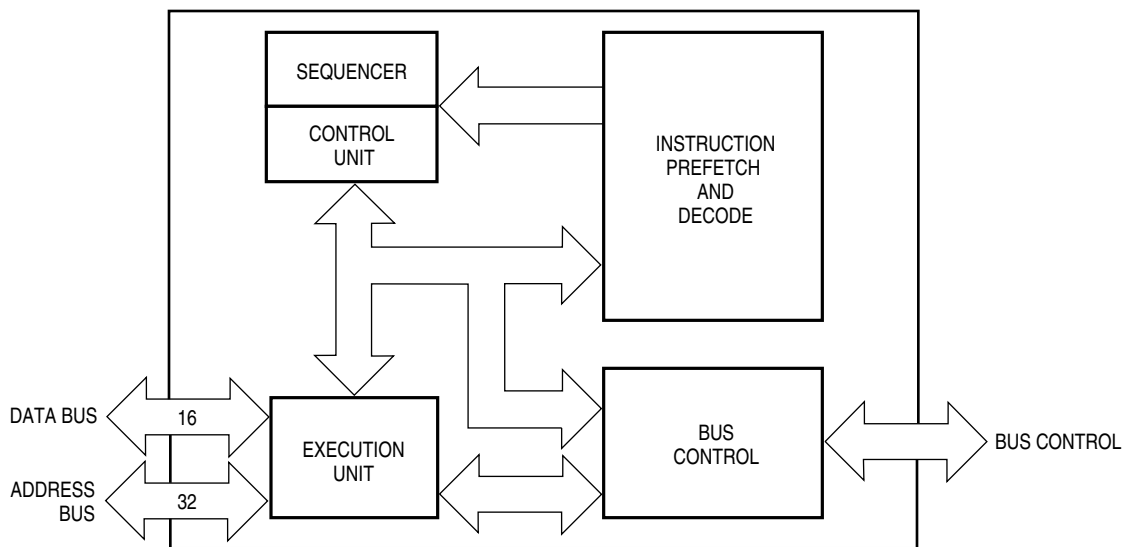 SEQUENCER
CONTROL
UNIT
INSTRUCTION
PREFETCH
AND
DECODE
DATA BUS
16
EXECUTION
UNIT
BUS
CONTROL
BUS CONTROL
ADDRESS
BUS
32